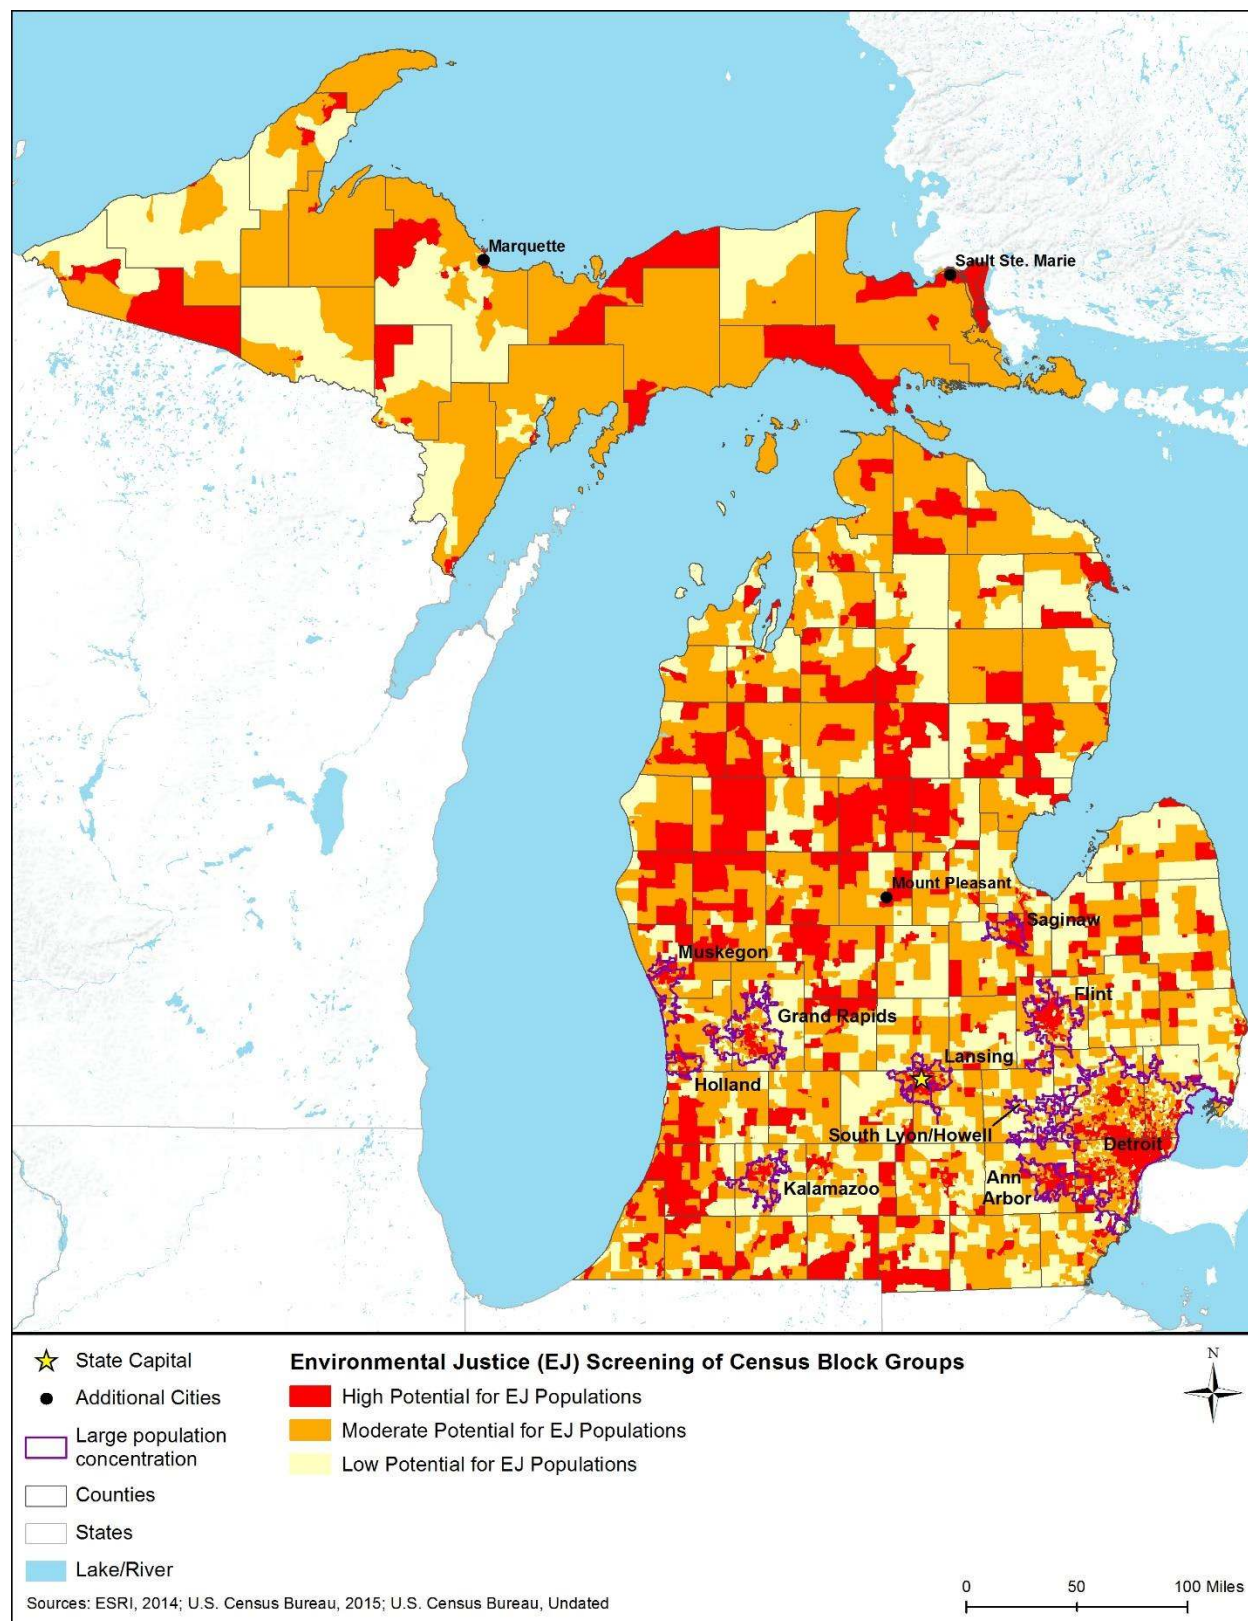 Marquette
Sault Ste. Marie
Mount Pleasant
Saginaw
Muskegon
Flint
Grand Rapids
Lansing
Holland
South Lyon/Howell
Detroit
Ann
Arbor
Kalamazoo
State Capital
Additional Cities
Large population
concentration
Counties
States
Lake/River
Environmental Justice (EJ) Screening of Census Block Groups
High Potential for EJ Populations
Moderate Potential for EJ Populations
Low Potential for EJ Populations
N
0 50 100 Miles
Sources: ESRI, 2014; U.S. Census Bureau, 2015; U.S. Census Bureau, Undated